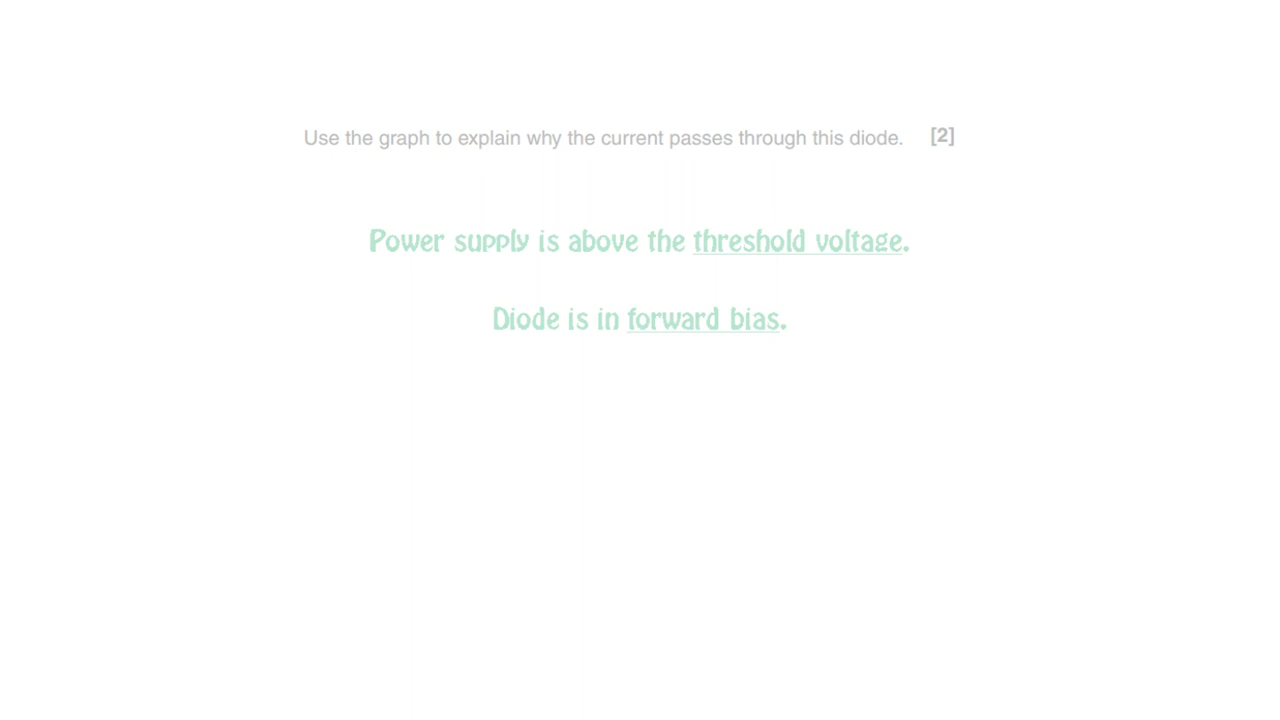 Use the graph to explain why the current passes through this diode. [2]
Power supply is above the threshold voltage.
Diode is in forward bias.